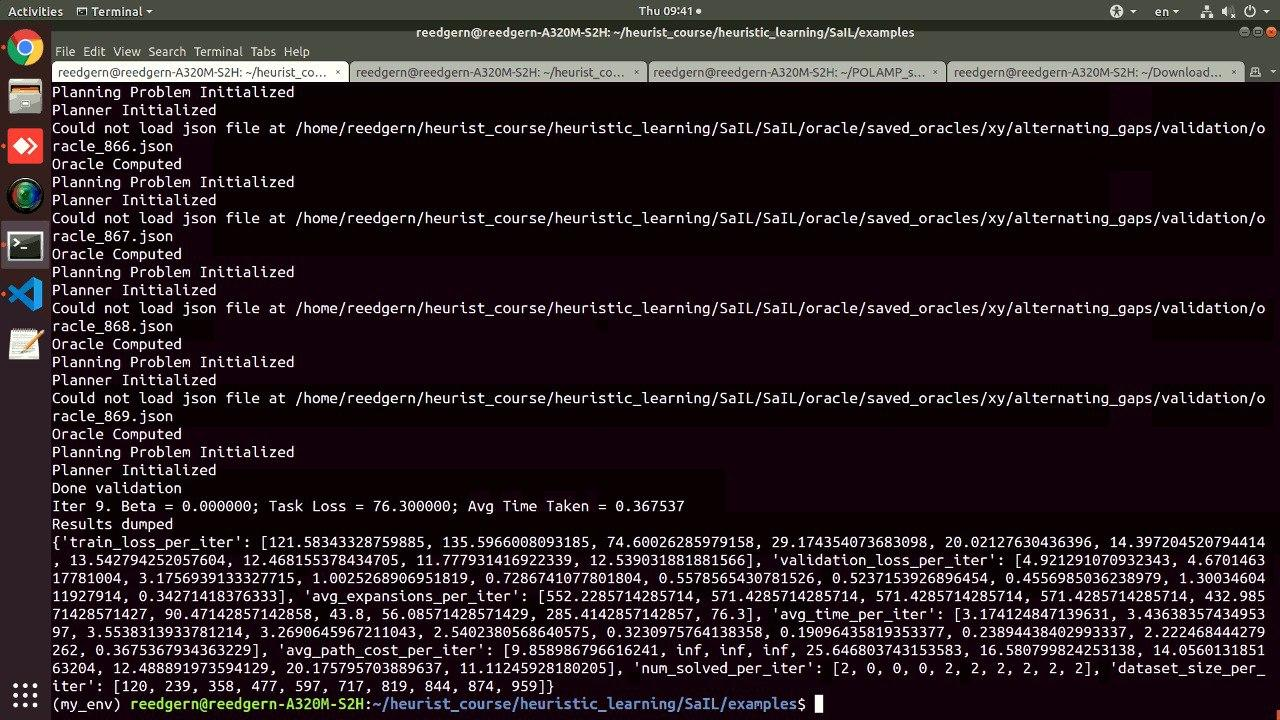 Activities Terminal Thu 09:41 en
reedgern@reedgern-A320M-S2H: ~/heurist_course/heuristic_learning/SaIL/examples
File Edit View Search Terminal Tabs Help
reedgern@reedgern-A320M-S2H: ~/heurist_co... × reedgern@reedgern-A320M-S2H: ~/heurist_co... × reedgern@reedgern-A320M-S2H: ~/POLAMP_s... × reedgern@reedgern-A320M-S2H: ~/Download... ×
Planning Problem Initialized
Planner Initialized
Could not load json file at /home/reedgern/heurist_course/heuristic_learning/SaIL/SaIL/oracle/saved_oracles/xy/alternating_gaps/validation/o
racle_866.json
Oracle Computed
Planning Problem Initialized
Planner Initialized
Could not load json file at /home/reedgern/heurist_course/heuristic_learning/SaIL/SaIL/oracle/saved_oracles/xy/alternating_gaps/validation/o
racle_867.json
Oracle Computed
Planning Problem Initialized
Planner Initialized
Could not load json file at /home/reedgern/heurist_course/heuristic_learning/SaIL/SaIL/oracle/saved_oracles/xy/alternating_gaps/validation/o
racle_868.json
Oracle Computed
Planning Problem Initialized
Planner Initialized
Could not load json file at /home/reedgern/heurist_course/heuristic_learning/SaIL/SaIL/oracle/saved_oracles/xy/alternating_gaps/validation/o
racle_869.json
Oracle Computed
Planning Problem Initialized
Planner Initialized
Done validation
Iter 9. Beta = 0.000000; Task Loss = 76.300000; Avg Time Taken = 0.367537
Results dumped
{'train_loss_per_iter': [121.58343328759885, 135.5966008093185, 74.60026285979158, 29.174354073683098, 20.02127630436396, 14.397204520794414
, 13.542794252057604, 12.468155378434705, 11.777931416922339, 12.539031881881566], 'validation_loss_per_iter': [4.921291070932343, 4.6701463
17781004, 3.1756939133327715, 1.0025268906951819, 0.7286741077801804, 0.5578565430781526, 0.5237153926896454, 0.4556985036238979, 1.30034604
11927914, 0.34271418376333], 'avg_expansions_per_iter': [552.2285714285714, 571.4285714285714, 571.4285714285714, 571.4285714285714, 432.985
71428571427, 90.47142857142858, 43.8, 56.08571428571429, 285.4142857142857, 76.3], 'avg_time_per_iter': [3.174124847139631, 3.43638357434953
97, 3.5538313933781214, 3.2690645967211043, 2.5402380568640575, 0.3230975764138358, 0.19096435819353377, 0.23894438402993337, 2.222468444279
262, 0.3675367934363229], 'avg_path_cost_per_iter': [9.858986796616241, inf, inf, inf, 25.646803743153583, 16.580799824253138, 14.0560131851
63204, 12.488891973594129, 20.175795703889637, 11.11245928180205], 'num_solved_per_iter': [2, 0, 0, 0, 2, 2, 2, 2, 2, 2], 'dataset_size_per_
iter': [120, 239, 358, 477, 597, 717, 819, 844, 874, 959]}
(my_env) reedgern@reedgern-A320M-S2H:~/heurist_course/heuristic_learning/SaIL/examples$